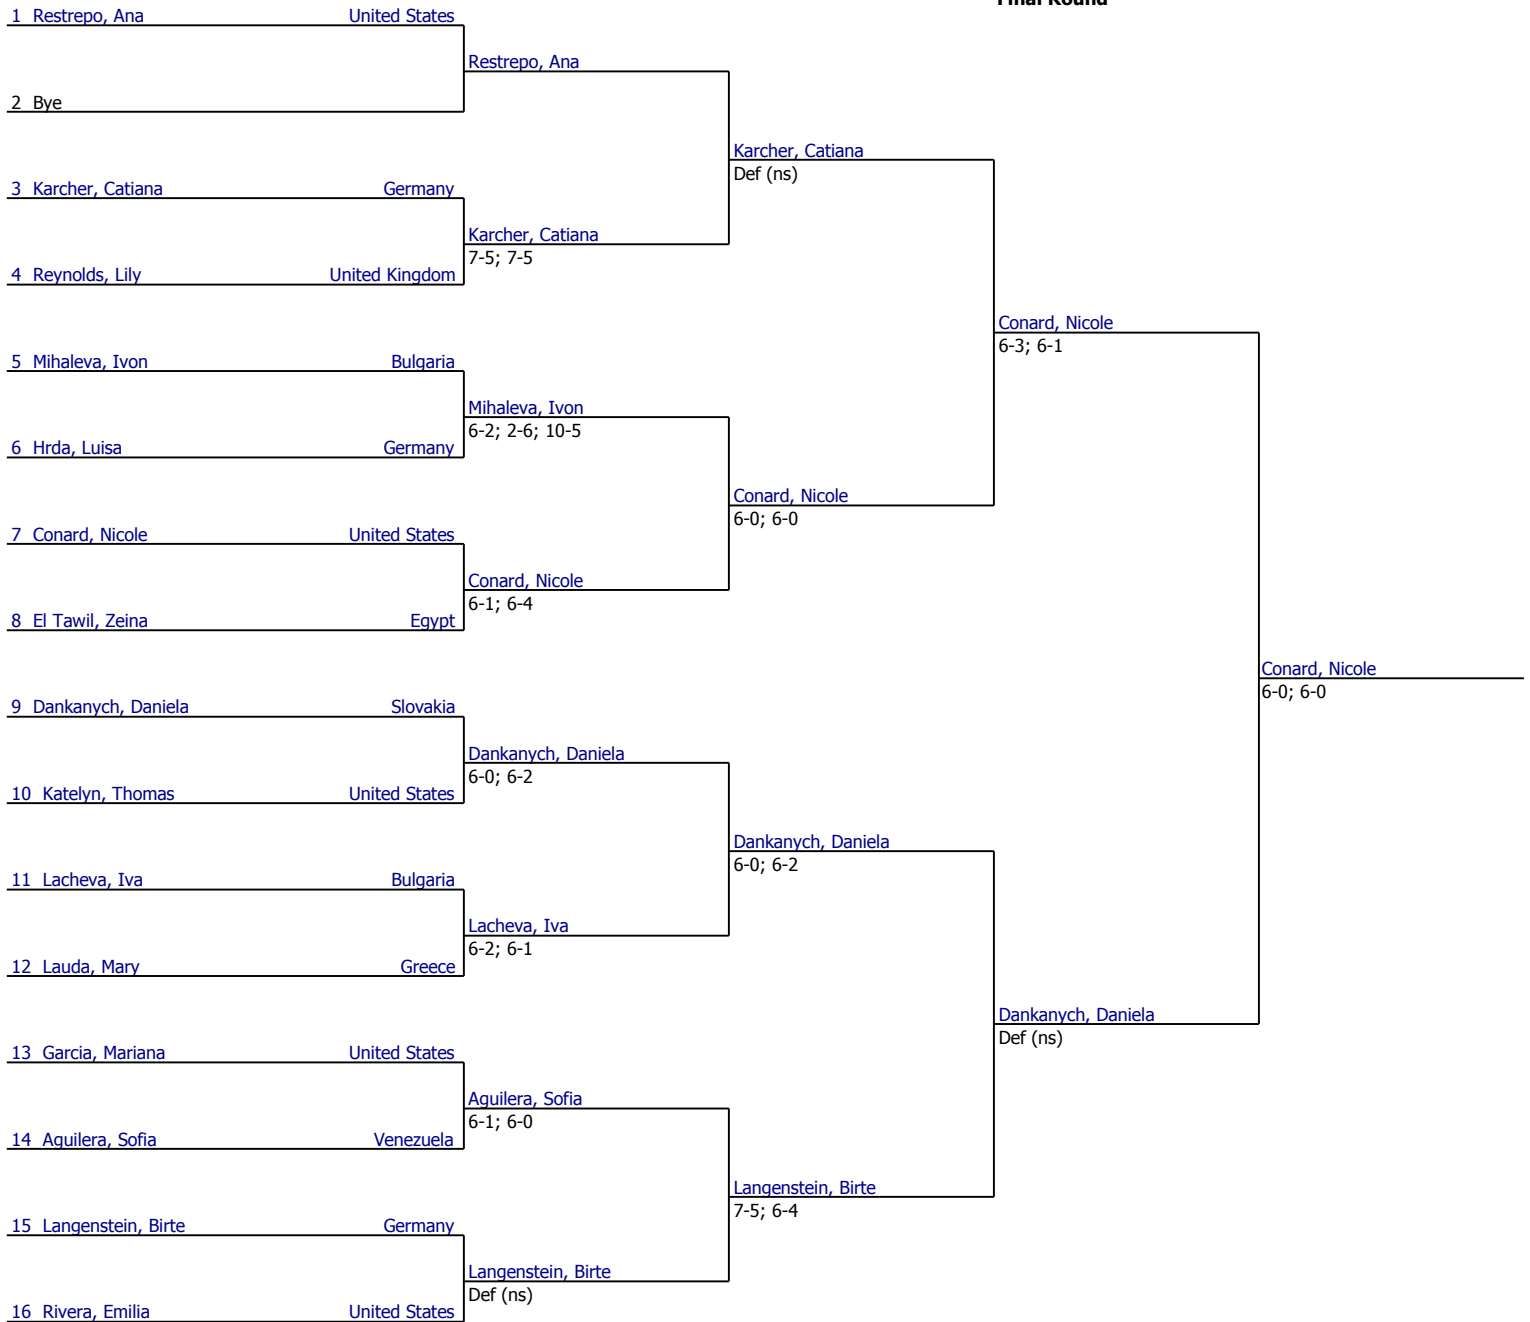 Final Round
1 Restrepo, Ana United States
Restrepo, Ana
2 Bye
Karcher, Catiana
Def (ns)
3 Karcher, Catiana Germany
Karcher, Catiana
7-5; 7-5
4 Reynolds, Lily United Kingdom
Conard, Nicole
6-3; 6-1
5 Mihaleva, Ivon Bulgaria
Mihaleva, Ivon
6-2; 2-6; 10-5
6 Hrda, Luisa Germany
Conard, Nicole
6-0; 6-0
7 Conard, Nicole United States
Conard, Nicole
6-1; 6-4
8 El Tawil, Zeina Egypt
Conard, Nicole
6-0; 6-0
9 Dankanych, Daniela Slovakia
Dankanych, Daniela
6-0; 6-2
10 Katelyn, Thomas United States
Dankanych, Daniela
6-0; 6-2
11 Lacheva, Iva Bulgaria
Lacheva, Iva
6-2; 6-1
12 Lauda, Mary Greece
Dankanych, Daniela
Def (ns)
13 Garcia, Mariana United States
Aguilera, Sofia
6-1; 6-0
14 Aguilera, Sofia Venezuela
Langenstein, Birte
7-5; 6-4
15 Langenstein, Birte Germany
Langenstein, Birte
Def (ns)
16 Rivera, Emilia United States